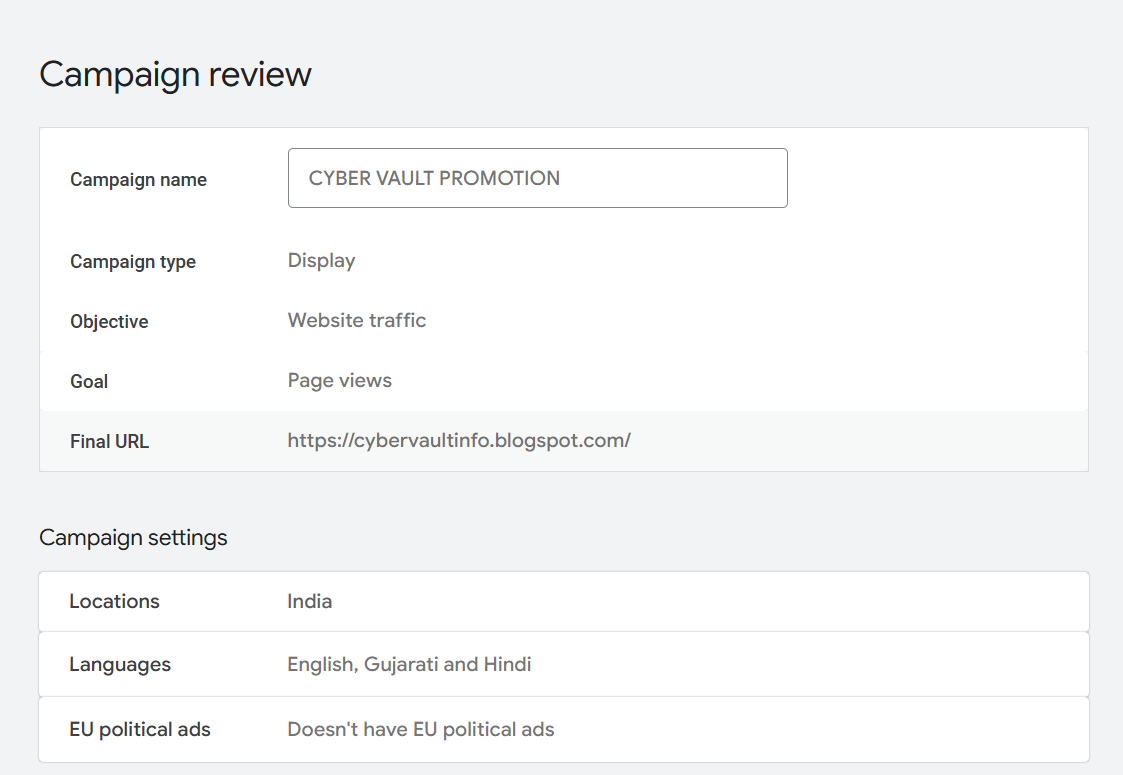 Campaign review
Campaign name
CYBER VAULT PROMOTION
Campaign type
Display
Objective
Website traffic
Goal
Page views
Final URL
https://cybervaultinfo.blogspot.com/
Campaign settings
Locations
India
Languages
English, Gujarati and Hindi
EU political ads
Doesn't have EU political ads